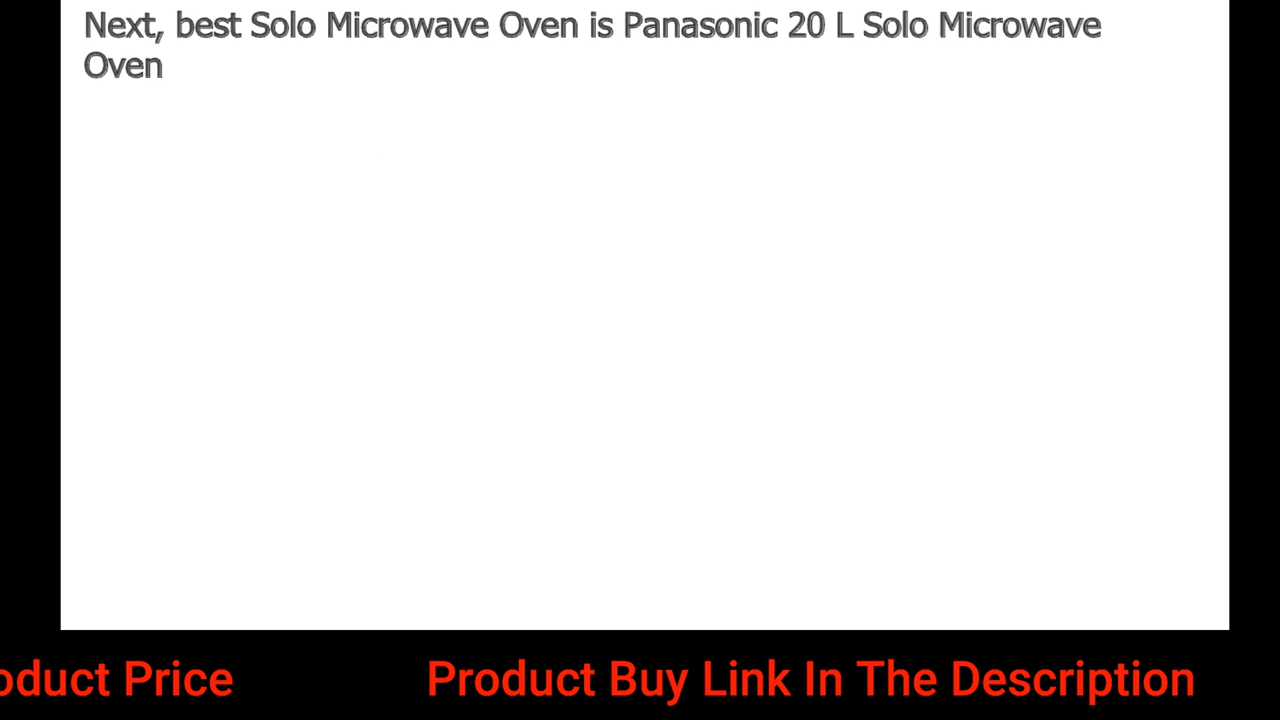 Next, best Solo Microwave Oven is Panasonic 20 L Solo Microwave
Oven
oduct Price Product Buy Link In The Description